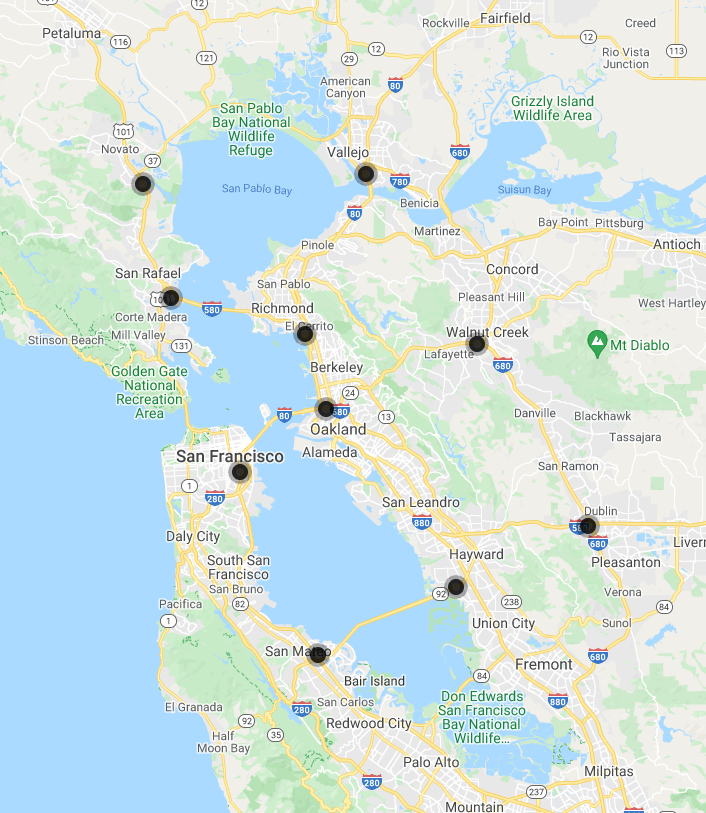 Petaluma
116
12
Rockville
Fairfield
Creed
12
12
113
Rio Vista
Junction
121
29
80
American
Canyon
San Pablo
Bay National
Wildlife
Refuge
Grizzly Island
Wildlife Area
101
Novato
37
Vallejo
680
780
San Pablo Bay
Suisun Bay
Benicia
80
Bay Point
Pittsburg
Martinez
Pinole
Antioch
San Rafael
Concord
San Pablo
Pleasant Hill
580
Richmond
West Hartley
Corte Madera
El Cerrito
Stinson Beach
Mill Valley
131
Walnut Creek
Lafayette
Mt Diablo
680
Berkeley
Golden Gate
National
Recreation
Area
24
80
13
Danville
Blackhawk
Oakland
Tassajara
Alameda
San Francisco
San Ramon
1
280
San Leandro
880
Dublin
Daly City
680
Hayward
Pleasanton
South San
Francisco
San Bruno
92
Verona
Pacifica
82
238
84
1
Union City
Sunol
San Mateo
680
Fremont
Bair Island
84
San Carlos
Don Edwards
San Francisco
Bay National
Wildlife...
El Granada
280
880
92
Redwood City
Half
Moon Bay
35
Palo Alto
Milpitas
280
237
Mountain